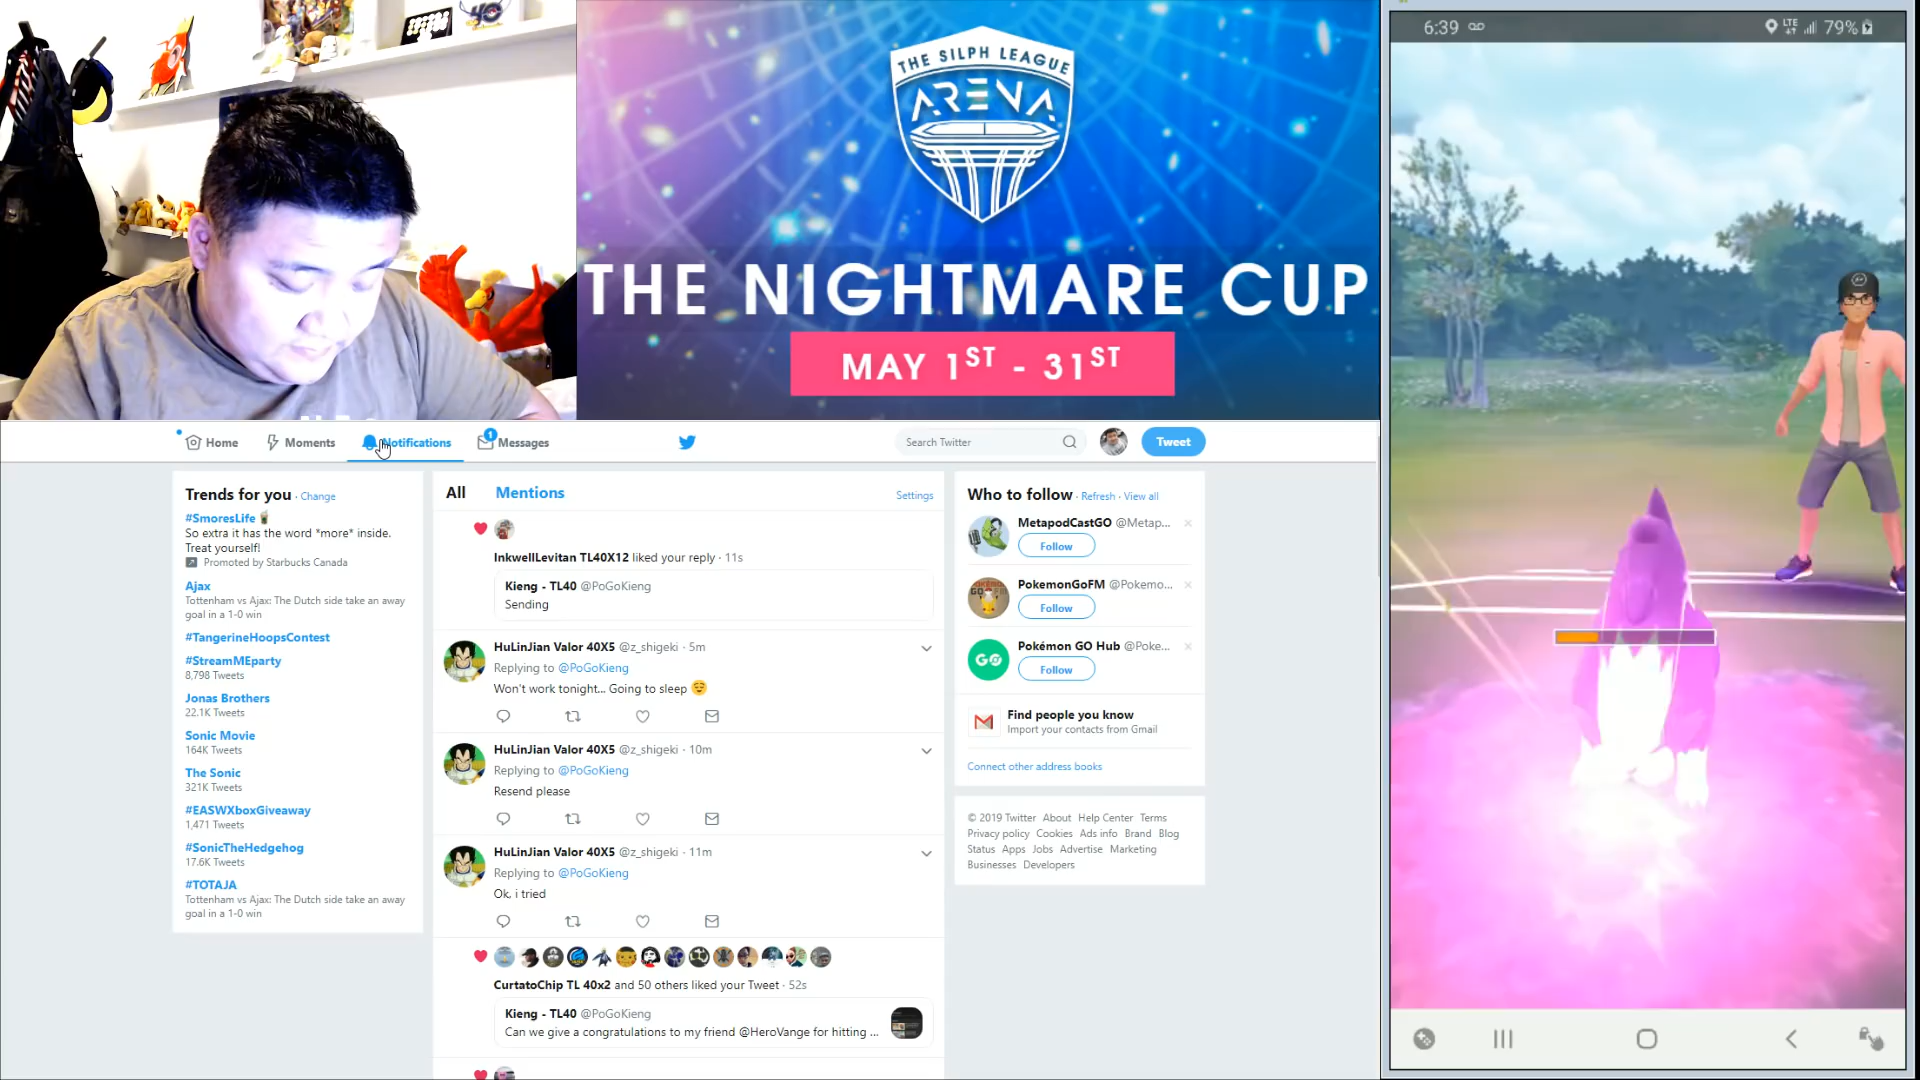 THE SILPH LEAGUE
ARENA
THE NIGHTMARE CUP
MAY 1ST - 31ST
6:39
LTE
79%
Home
Moments
Notifications
1
Messages
Search Twitter
Tweet
Trends for you · Change
#SmoresLife
So extra it has the word *more* inside.
Treat yourself!
Promoted by Starbucks Canada
Ajax
Tottenham vs Ajax: The Dutch side take an away
goal in a 1-0 win
#TangerineHoopsContest
#StreamMEparty
8,798 Tweets
Jonas Brothers
22.1K Tweets
Sonic Movie
164K Tweets
The Sonic
321K Tweets
#EASWXboxGiveaway
1,471 Tweets
#SonicTheHedgehog
17.6K Tweets
#TOTAJA
Tottenham vs Ajax: The Dutch side take an away
goal in a 1-0 win
All
Mentions
Settings
InkwellLevitan TL40X12 liked your reply · 11s
Kieng - TL40 @PoGoKieng
Sending
HuLinJian Valor 40X5 @z_shigeki · 5m
Replying to @PoGoKieng
Won't work tonight... Going to sleep 😌
HuLinJian Valor 40X5 @z_shigeki · 10m
Replying to @PoGoKieng
Resend please
HuLinJian Valor 40X5 @z_shigeki · 11m
Replying to @PoGoKieng
Ok, i tried
CurtatoChip TL 40x2 and 50 others liked your Tweet · 52s
Kieng - TL40 @PoGoKieng
Can we give a congratulations to my friend @HeroVange for hitting ...
Who to follow · Refresh · View all
MetapodCastGO @Metap...
Follow
PokemonGoFM @Pokemo...
Follow
Pokémon GO Hub @Poke...
Follow
Find people you know
Import your contacts from Gmail
Connect other address books
© 2019 Twitter About Help Center Terms
Privacy policy Cookies Ads info Brand Blog
Status Apps Jobs Advertise Marketing
Businesses Developers